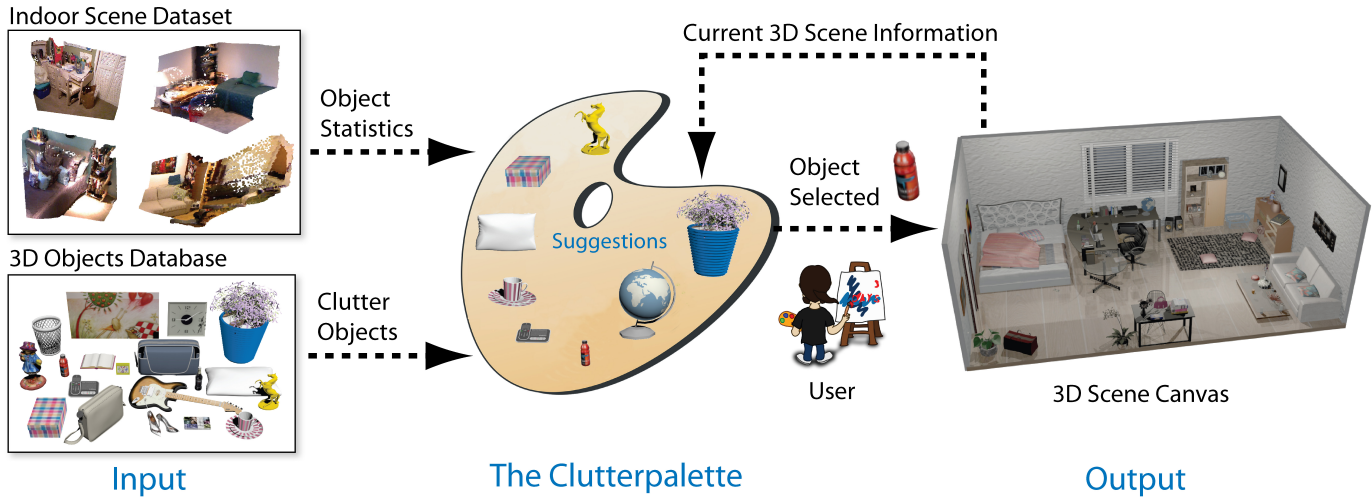 Indoor Scene Dataset
Object
Statistics
3D Objects Database
Clutter
Objects
Input
Suggestions
The Clutterpalette
Current 3D Scene Information
Object
Selected
User
3D Scene Canvas
Output